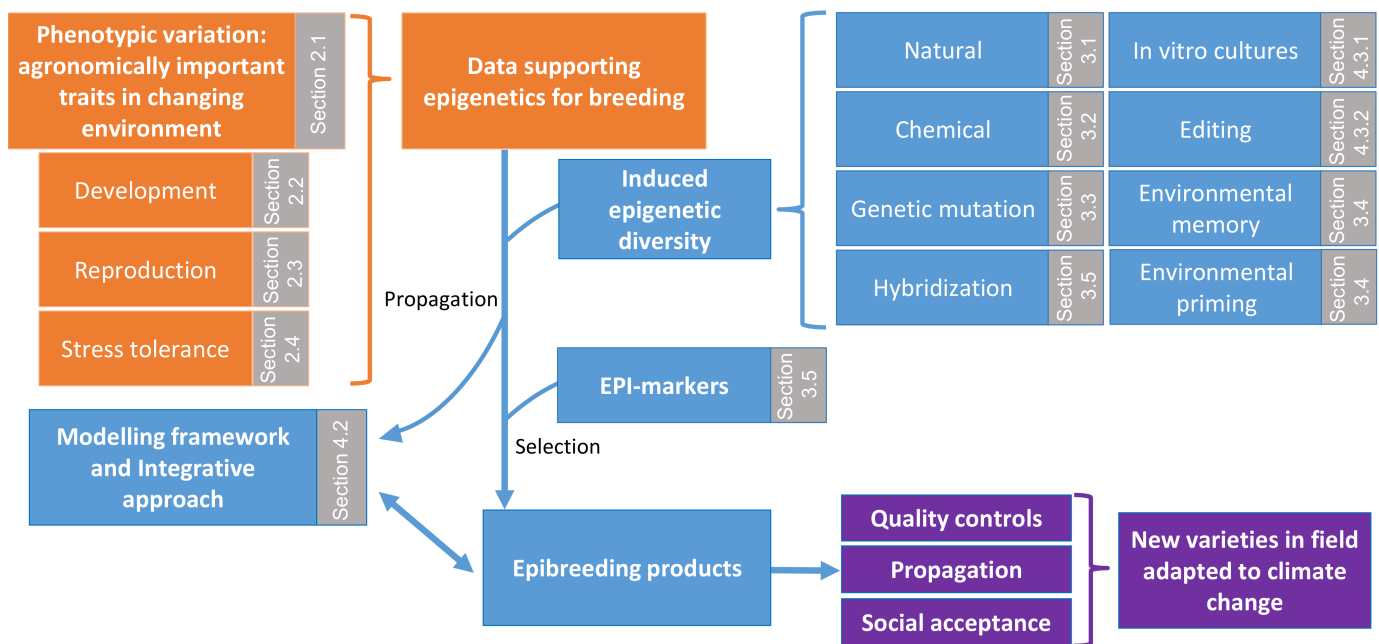 Phenotypic variation:
agronomically important
traits in changing
environment
Section 2.1
Development
Section
2.2
Reproduction
Section
2.3
Stress tolerance
Section
2.4
Data supporting
epigenetics for breeding
Induced
epigenetic
diversity
Natural
Section
3.1
In vitro cultures
Section
4.3.1
Chemical
Section
3.2
Editing
Section
4.3.2
Genetic mutation
Section
3.3
Environmental
memory
Section
3.4
Hybridization
Section
3.5
Environmental
priming
Section
3.4
Propagation
EPI-markers
Section
3.5
Selection
Modelling framework
and Integrative
approach
Section 4.2
Epibreeding products
Quality controls
Propagation
Social acceptance
New varieties in field
adapted to climate
change